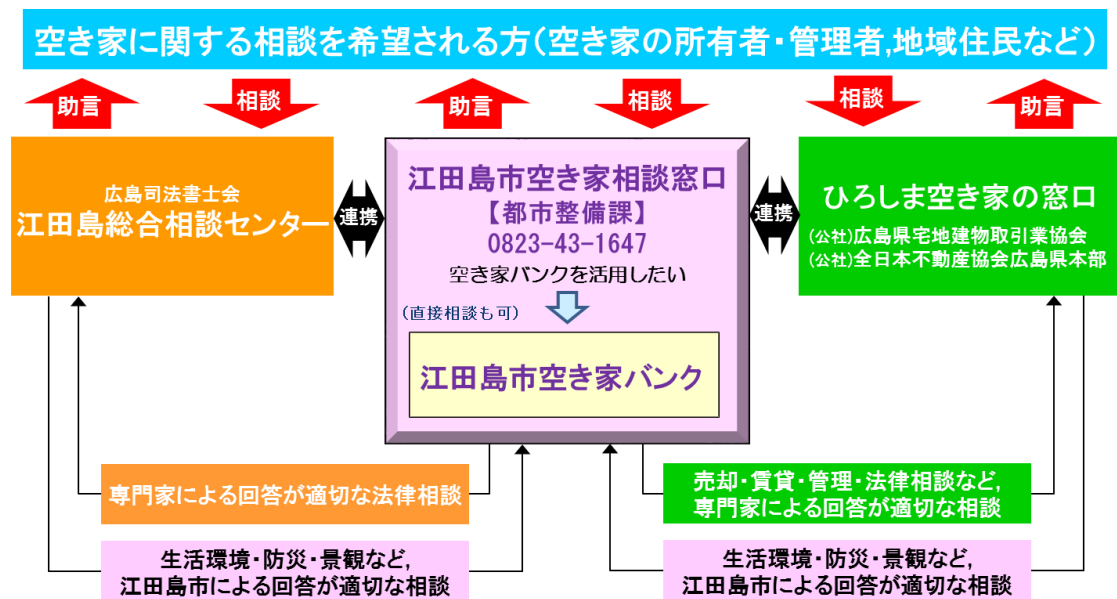 空き家に関する相談を希望される方(空き家の所有者・管理者,地域住民など)
助言
相談
助言
相談
相談
助言
広島司法書士会
江田島総合相談センター
連携
江田島市空き家相談窓口
【都市整備課】
0823-43-1647
空き家バンクを活用したい
(直接相談も可)
江田島市空き家バンク
連携
ひろしま空き家の窓口
(公社)広島県宅地建物取引業協会
(公社)全日本不動産協会広島県本部
専門家による回答が適切な法律相談
生活環境・防災・景観など,
江田島市による回答が適切な相談
売却・賃貸・管理・法律相談など,
専門家による回答が適切な相談
生活環境・防災・景観など,
江田島市による回答が適切な相談